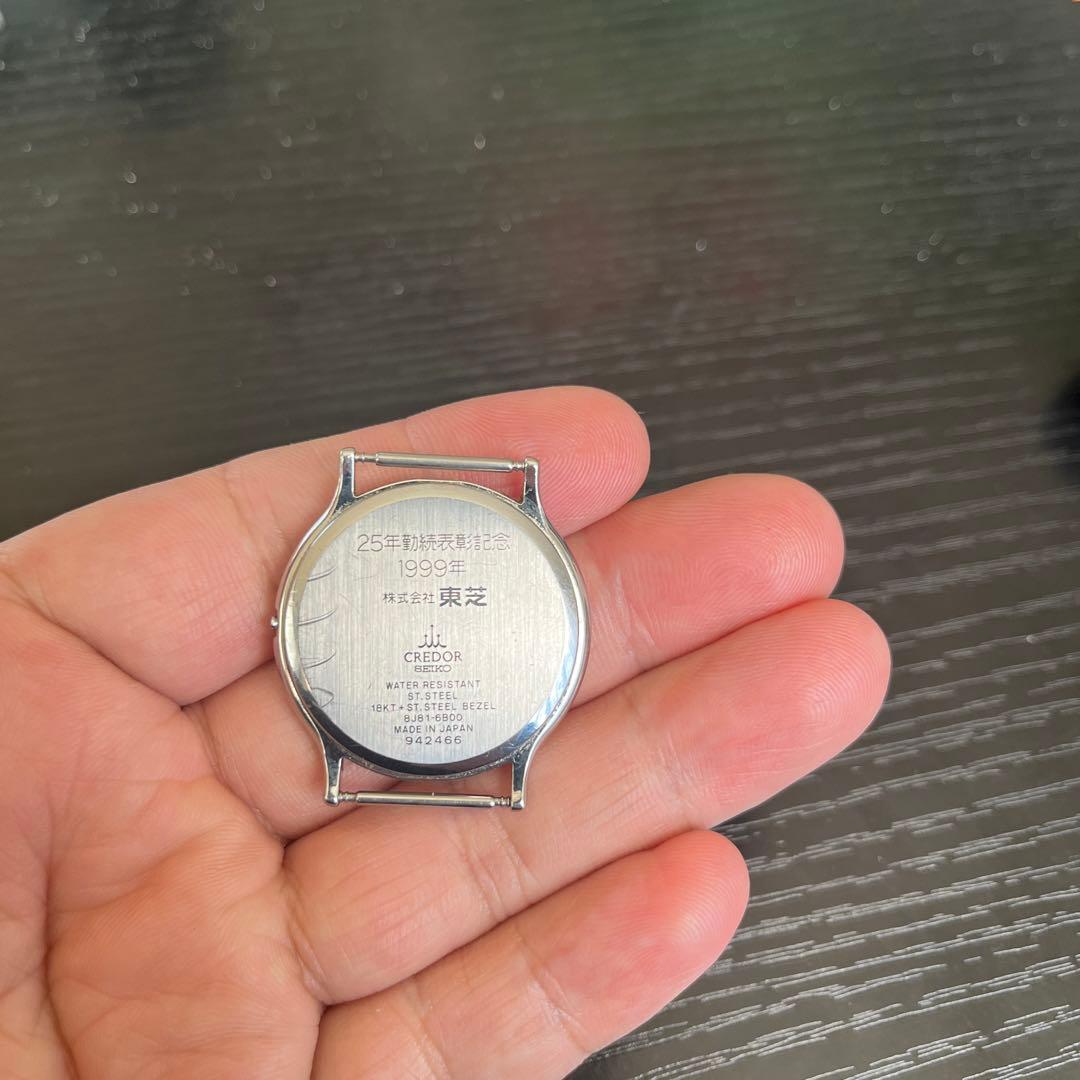 25年勤続表彰記念
1999年
株式会社 東芝
CREDOR
SEIKO
WATER RESISTANT
ST. STEEL
18KT + ST. STEEL BEZEL
8J81-6B00
MADE IN JAPAN
942466